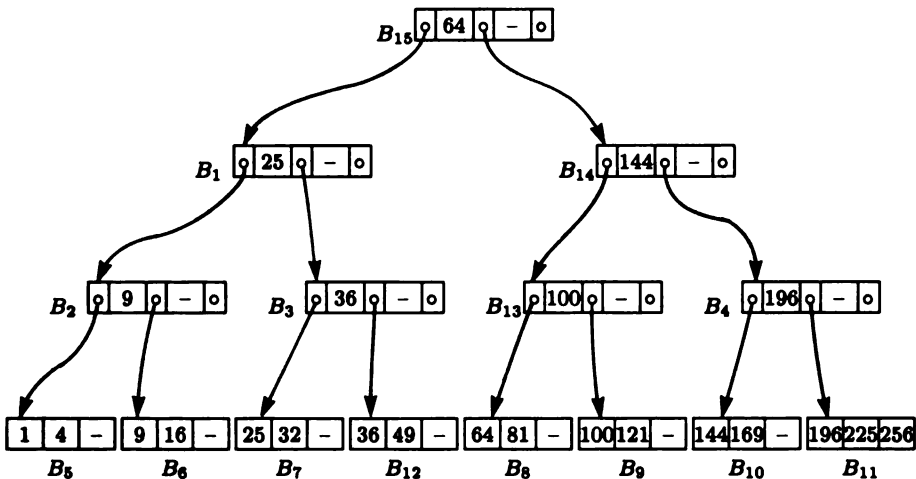 B15 64 –
B1 25 – B14 144 –
B2 9 – B3 36 – B13 100 – B4 196 –
1 4 – 9 16 – 25 32 – 36 49 – 64 81 – 100 121 – 144 169 – 196 225 256
B5 B6 B7 B12 B8 B9 B10 B11